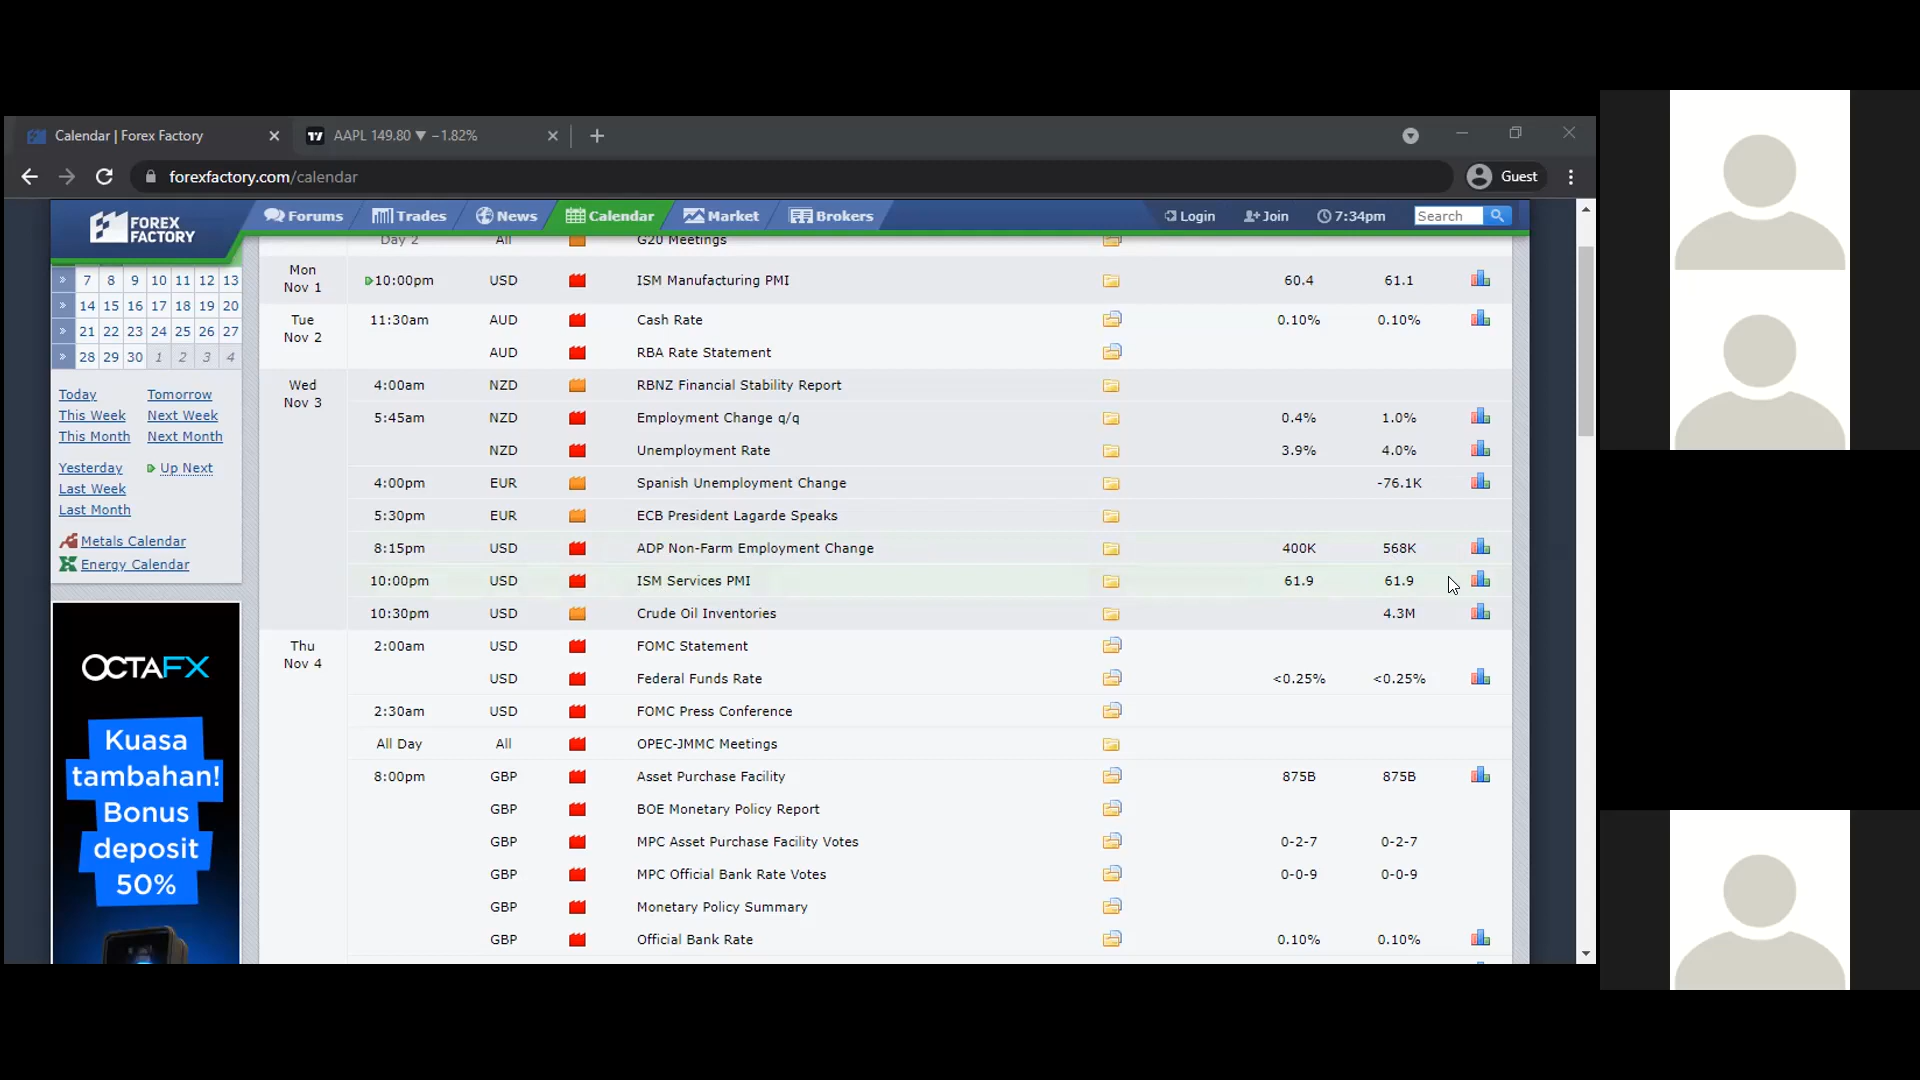 Calendar | Forex Factory
AAPL 149.80 ▼ −1.82%
forexfactory.com/calendar
Guest
FOREX FACTORY
Forums Trades News Calendar Market Brokers
Login Join 7:34pm Search
Day 2 All G20 Meetings
Mon Nov 1 10:00pm USD ISM Manufacturing PMI 60.4 61.1
Tue Nov 2 11:30am AUD Cash Rate 0.10% 0.10%
AUD RBA Rate Statement
Wed Nov 3 4:00am NZD RBNZ Financial Stability Report
5:45am NZD Employment Change q/q 0.4% 1.0%
NZD Unemployment Rate 3.9% 4.0%
4:00pm EUR Spanish Unemployment Change -76.1K
5:30pm EUR ECB President Lagarde Speaks
8:15pm USD ADP Non-Farm Employment Change 400K 568K
10:00pm USD ISM Services PMI 61.9 61.9
10:30pm USD Crude Oil Inventories 4.3M
Thu Nov 4 2:00am USD FOMC Statement
USD Federal Funds Rate <0.25% <0.25%
2:30am USD FOMC Press Conference
All Day All OPEC-JMMC Meetings
8:00pm GBP Asset Purchase Facility 875B 875B
GBP BOE Monetary Policy Report
GBP MPC Asset Purchase Facility Votes 0-2-7 0-2-7
GBP MPC Official Bank Rate Votes 0-0-9 0-0-9
GBP Monetary Policy Summary
GBP Official Bank Rate 0.10% 0.10%
» 7 8 9 10 11 12 13
» 14 15 16 17 18 19 20
» 21 22 23 24 25 26 27
» 28 29 30 1 2 3 4
Today Tomorrow
This Week Next Week
This Month Next Month
Yesterday Up Next
Last Week
Last Month
Metals Calendar
Energy Calendar
OCTAFX
Kuasa
tambahan!
Bonus
deposit
50%